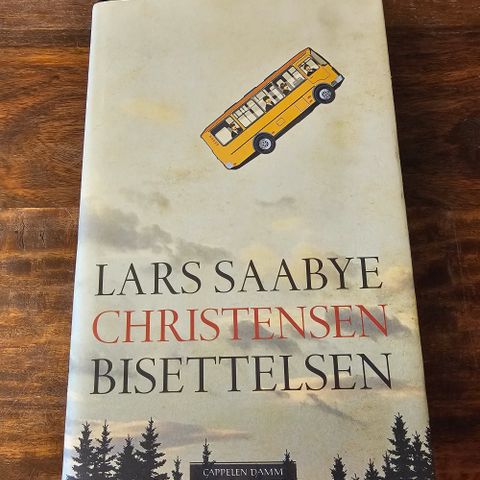 LARS SAABYE
CHRISTENSEN
BISETTELSEN
CAPPELEN DAMM